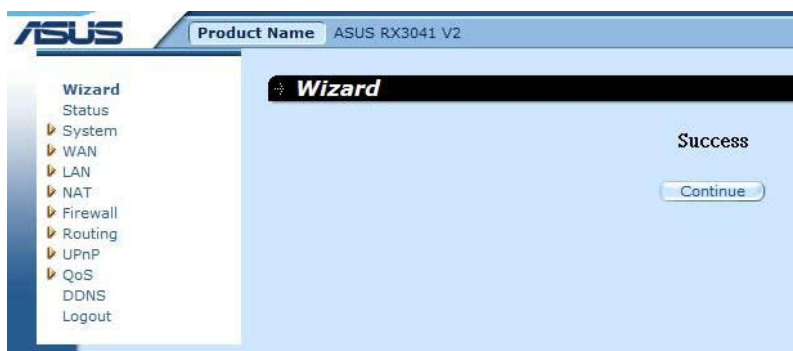 ASUS
Product Name ASUS RX3041 V2
Wizard
Status
System
WAN
LAN
NAT
Firewall
Routing
UPnP
QoS
DDNS
Logout
Wizard
Success
Continue